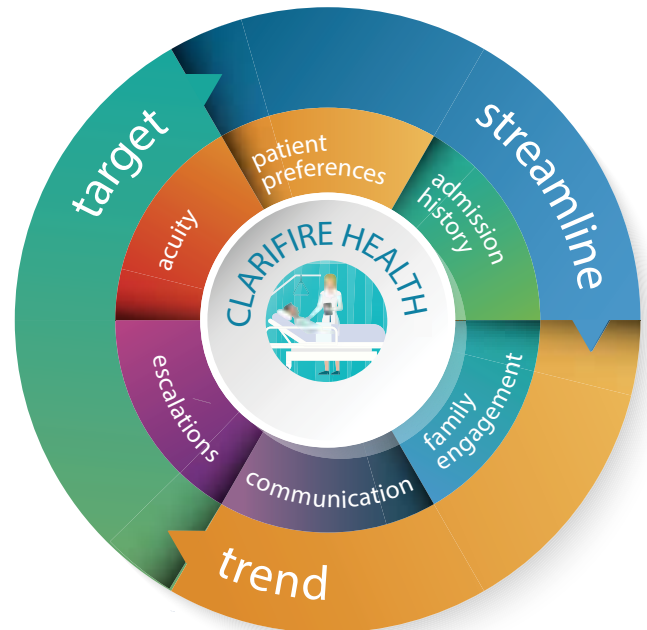 target
streamline
trend
patient
preferences
admission
history
family
engagement
communication
escalations
acuity
CLARIFIRE HEALTH